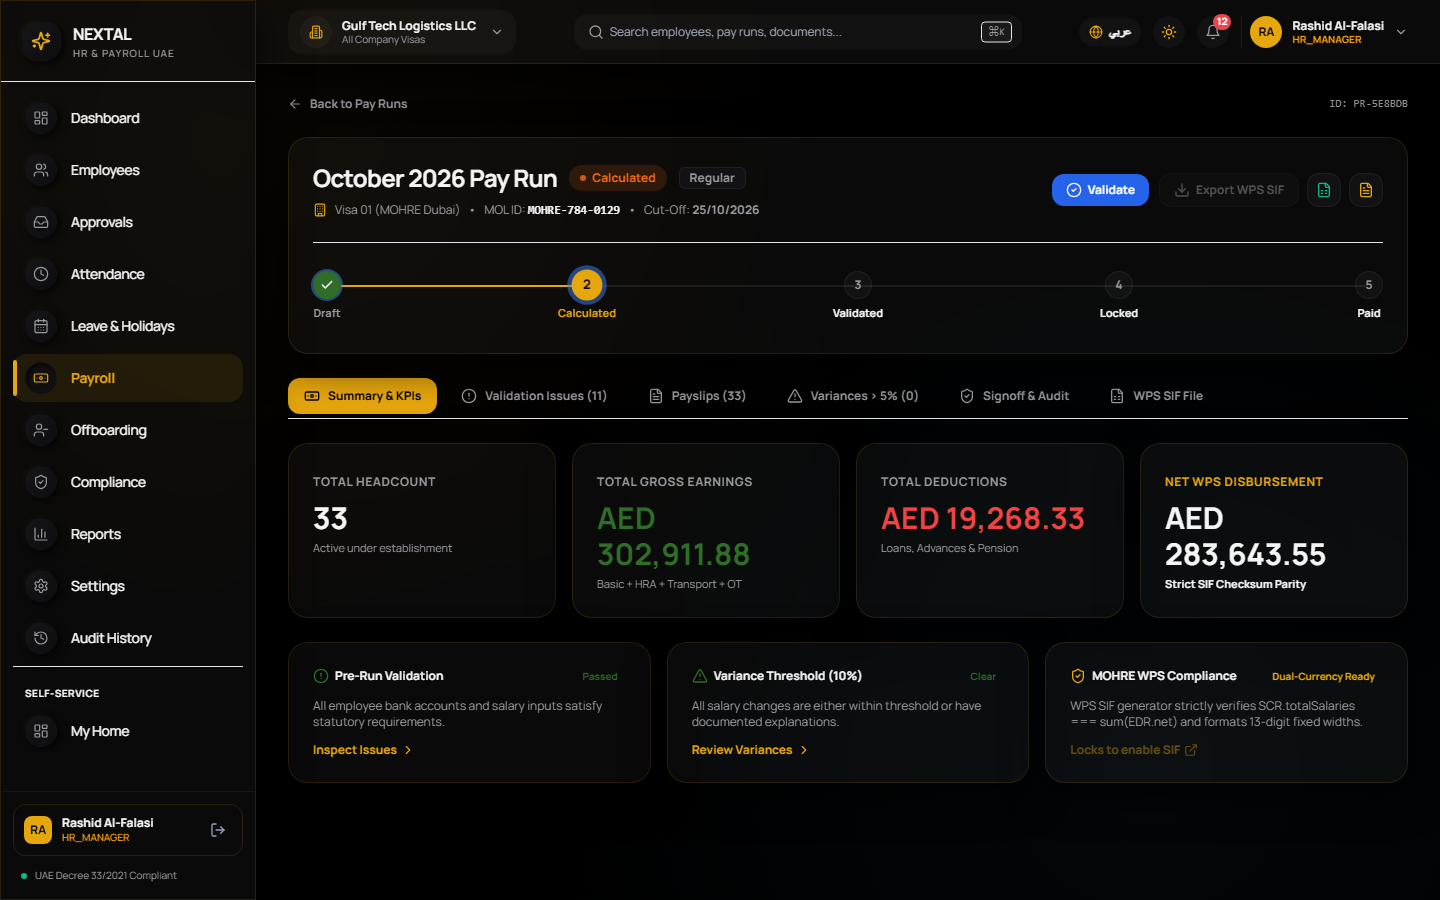 NEXTAL
HR & PAYROLL UAE
Dashboard
Employees
Approvals
Attendance
Leave & Holidays
Payroll
Offboarding
Compliance
Reports
Settings
Audit History
SELF-SERVICE
My Home
RA
Rashid Al-Falasi
HR_MANAGER
UAE Decree 33/2021 Compliant
Gulf Tech Logistics LLC
All Company Visas
Search employees, pay runs, documents...
⌘K
عربي
12
RA
Rashid Al-Falasi
HR_MANAGER
Back to Pay Runs
ID: PR-5E8BDB
October 2026 Pay Run
Calculated
Regular
Visa 01 (MOHRE Dubai) • MOL ID: MOHRE-784-0129 • Cut-Off: 25/10/2026
Validate
Export WPS SIF
2
3
4
5
Draft
Calculated
Validated
Locked
Paid
Summary & KPIs
Validation Issues (11)
Payslips (33)
Variances > 5% (0)
Signoff & Audit
WPS SIF File
TOTAL HEADCOUNT
33
Active under establishment
TOTAL GROSS EARNINGS
AED
302,911.88
Basic + HRA + Transport + OT
TOTAL DEDUCTIONS
AED 19,268.33
Loans, Advances & Pension
NET WPS DISBURSEMENT
AED
283,643.55
Strict SIF Checksum Parity
Pre-Run Validation
Passed
All employee bank accounts and salary inputs satisfy
statutory requirements.
Inspect Issues
Variance Threshold (10%)
Clear
All salary changes are either within threshold or have
documented explanations.
Review Variances
MOHRE WPS Compliance
Dual-Currency Ready
WPS SIF generator strictly verifies SCR.totalSalaries
=== sum(EDR.net) and formats 13-digit fixed widths.
Locks to enable SIF